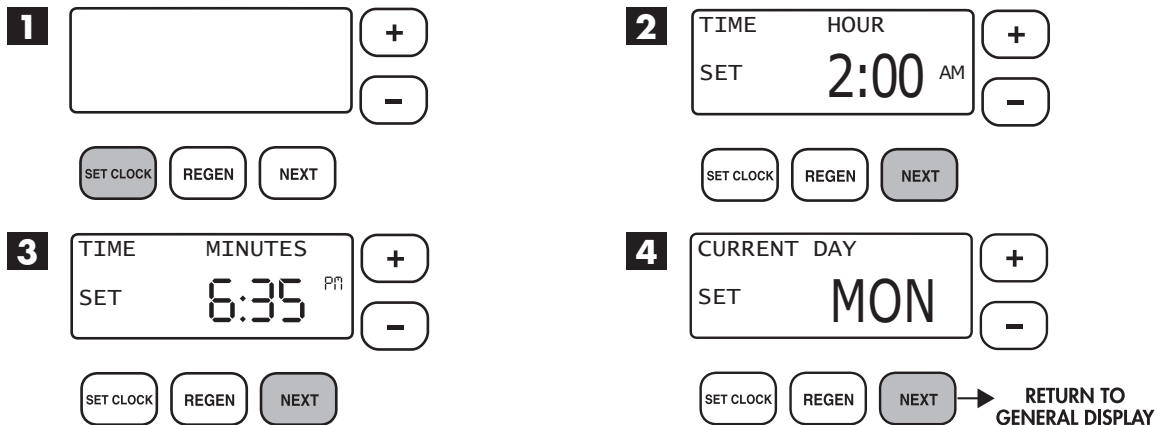 1
+
−
SET CLOCK REGEN NEXT
2
TIME HOUR
SET 2:00 AM
+
−
SET CLOCK REGEN NEXT
3
TIME MINUTES
SET 6:35 PM
+
−
SET CLOCK REGEN NEXT
4
CURRENT DAY
SET MON
+
−
SET CLOCK REGEN NEXT
RETURN TO
GENERAL DISPLAY